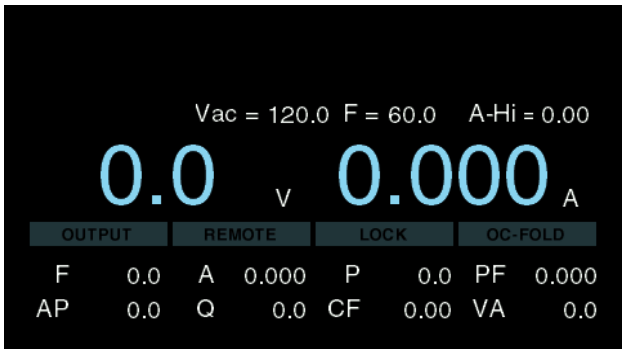 Vac = 120.0 F = 60.0 A-Hi = 0.00
0.0 V 0.000 A
OUTPUT REMOTE LOCK OC-FOLD
F 0.0 A 0.000 P 0.0 PF 0.000
AP 0.0 Q 0.0 CF 0.00 VA 0.0